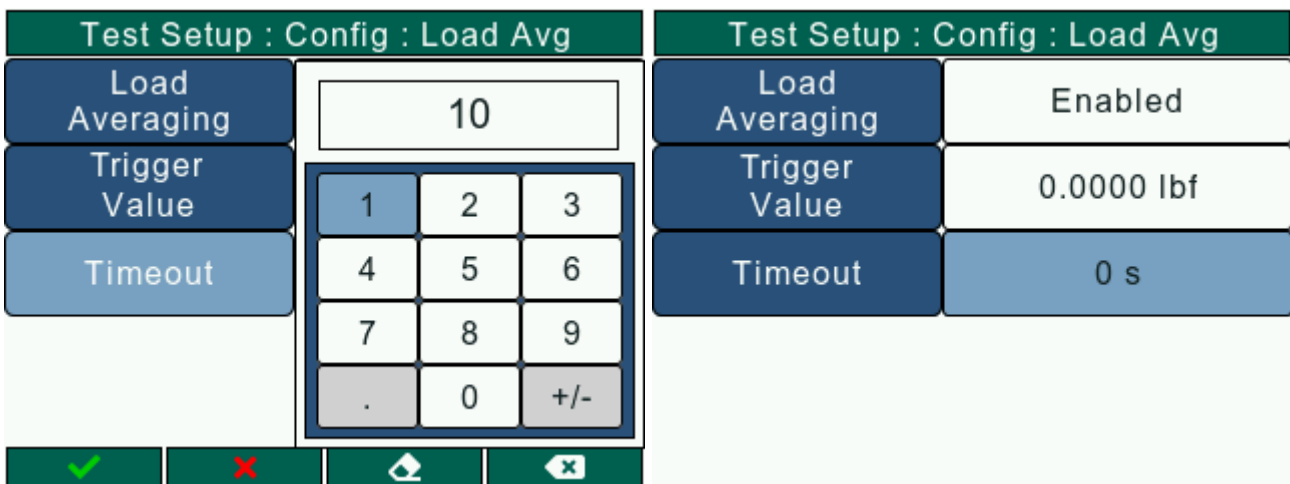 Test Setup : Config : Load Avg
Load
Averaging
10
Trigger
Value
1 2 3
Timeout
4 5 6
7 8 9
. 0 +/-
Test Setup : Config : Load Avg
Load
Averaging
Enabled
Trigger
Value
0.0000 lbf
Timeout
0 s